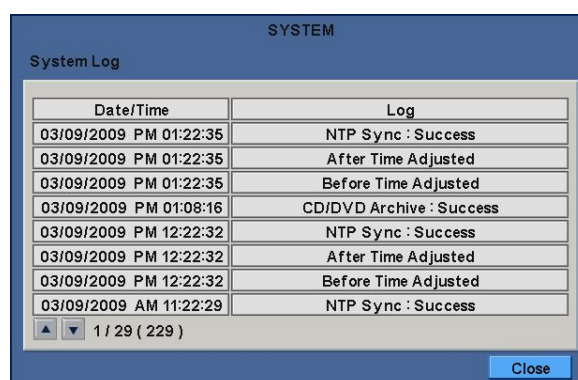 SYSTEM
System Log
Date/Time Log
03/09/2009 PM 01:22:35 NTP Sync : Success
03/09/2009 PM 01:22:35 After Time Adjusted
03/09/2009 PM 01:22:35 Before Time Adjusted
03/09/2009 PM 01:08:16 CD/DVD Archive : Success
03/09/2009 PM 12:22:32 NTP Sync : Success
03/09/2009 PM 12:22:32 After Time Adjusted
03/09/2009 PM 12:22:32 Before Time Adjusted
03/09/2009 AM 11:22:29 NTP Sync : Success
1 / 29 ( 229 )
Close